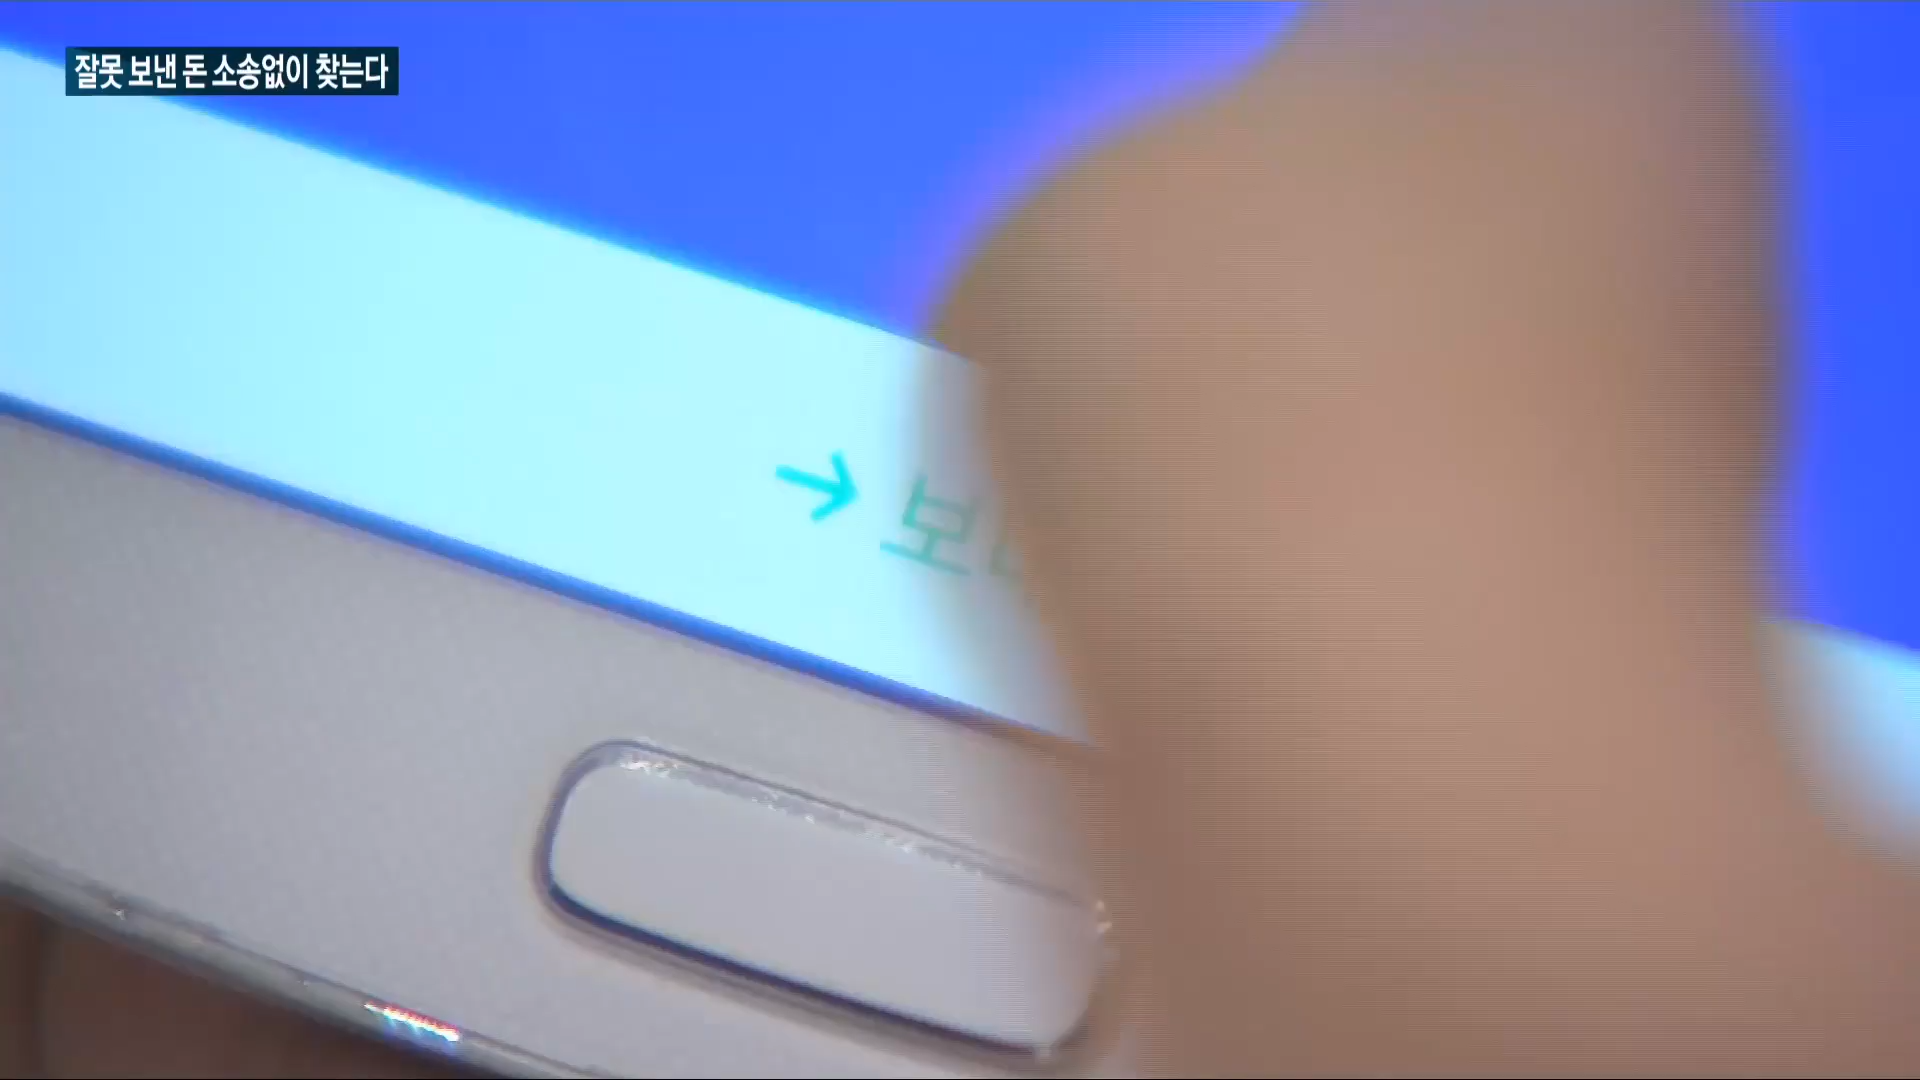 잘못 보낸 돈 소송없이 찾는다
→ 보